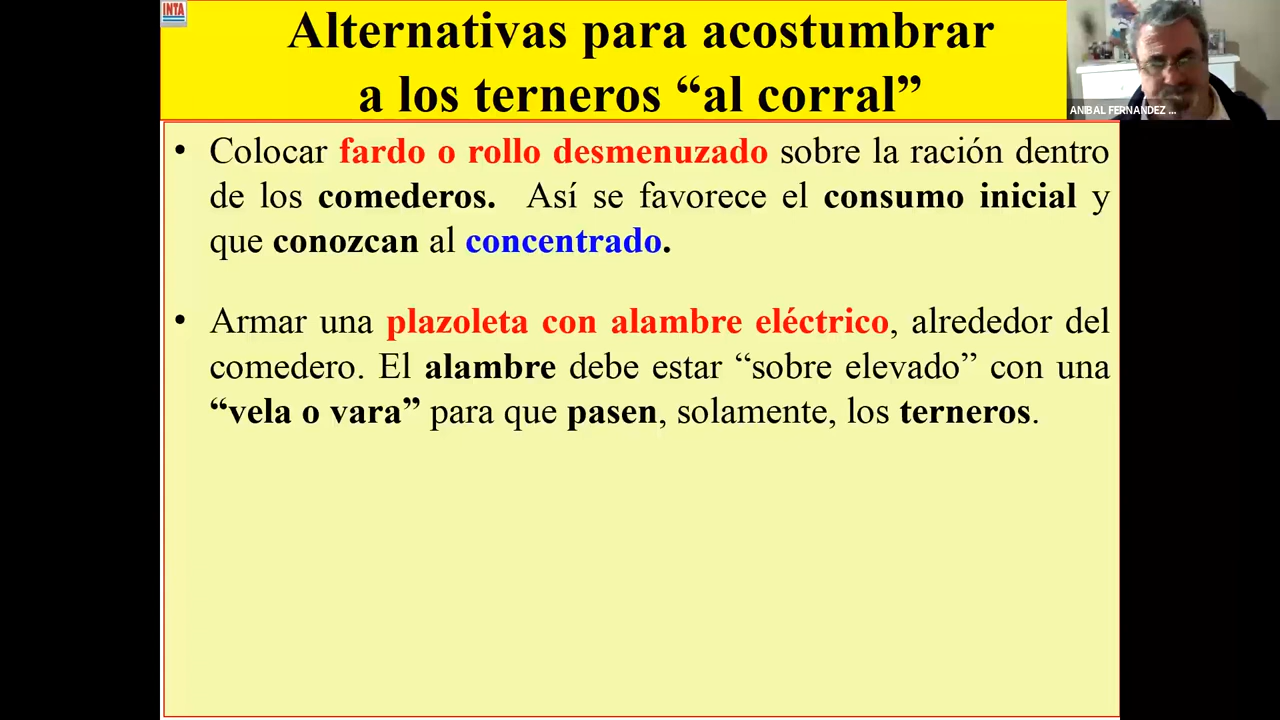 INTA
Alternativas para acostumbrar
a los terneros “al corral”
ANIBAL FERNANDEZ ...
• Colocar fardo o rollo desmenuzado sobre la ración dentro
de los comederos. Así se favorece el consumo inicial y
que conozcan al concentrado.
• Armar una plazoleta con alambre eléctrico, alrededor del
comedero. El alambre debe estar “sobre elevado” con una
“vela o vara” para que pasen, solamente, los terneros.